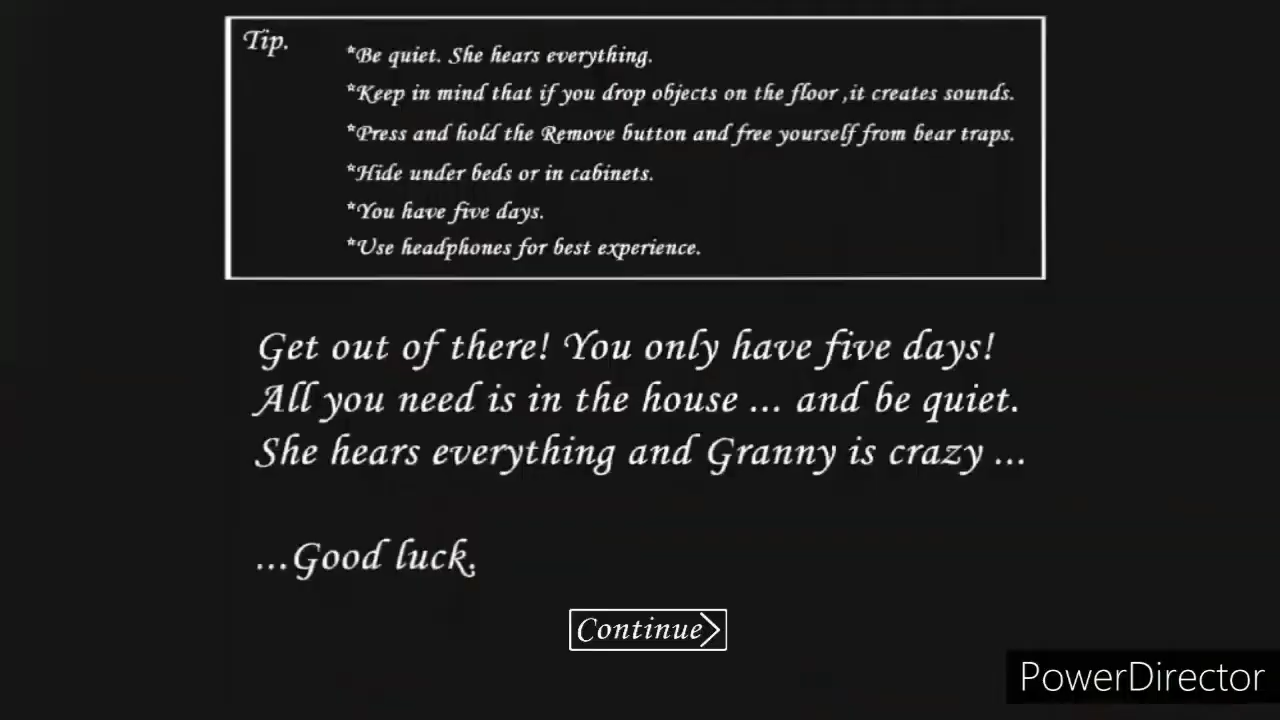 Tip.
*Be quiet. She hears everything.
*Keep in mind that if you drop objects on the floor ,it creates sounds.
*Press and hold the Remove button and free yourself from bear traps.
*Hide under beds or in cabinets.
*You have five days.
*Use headphones for best experience.
Get out of there! You only have five days!
All you need is in the house ... and be quiet.
She hears everything and Granny is crazy ...
...Good luck.
Continue
PowerDirector